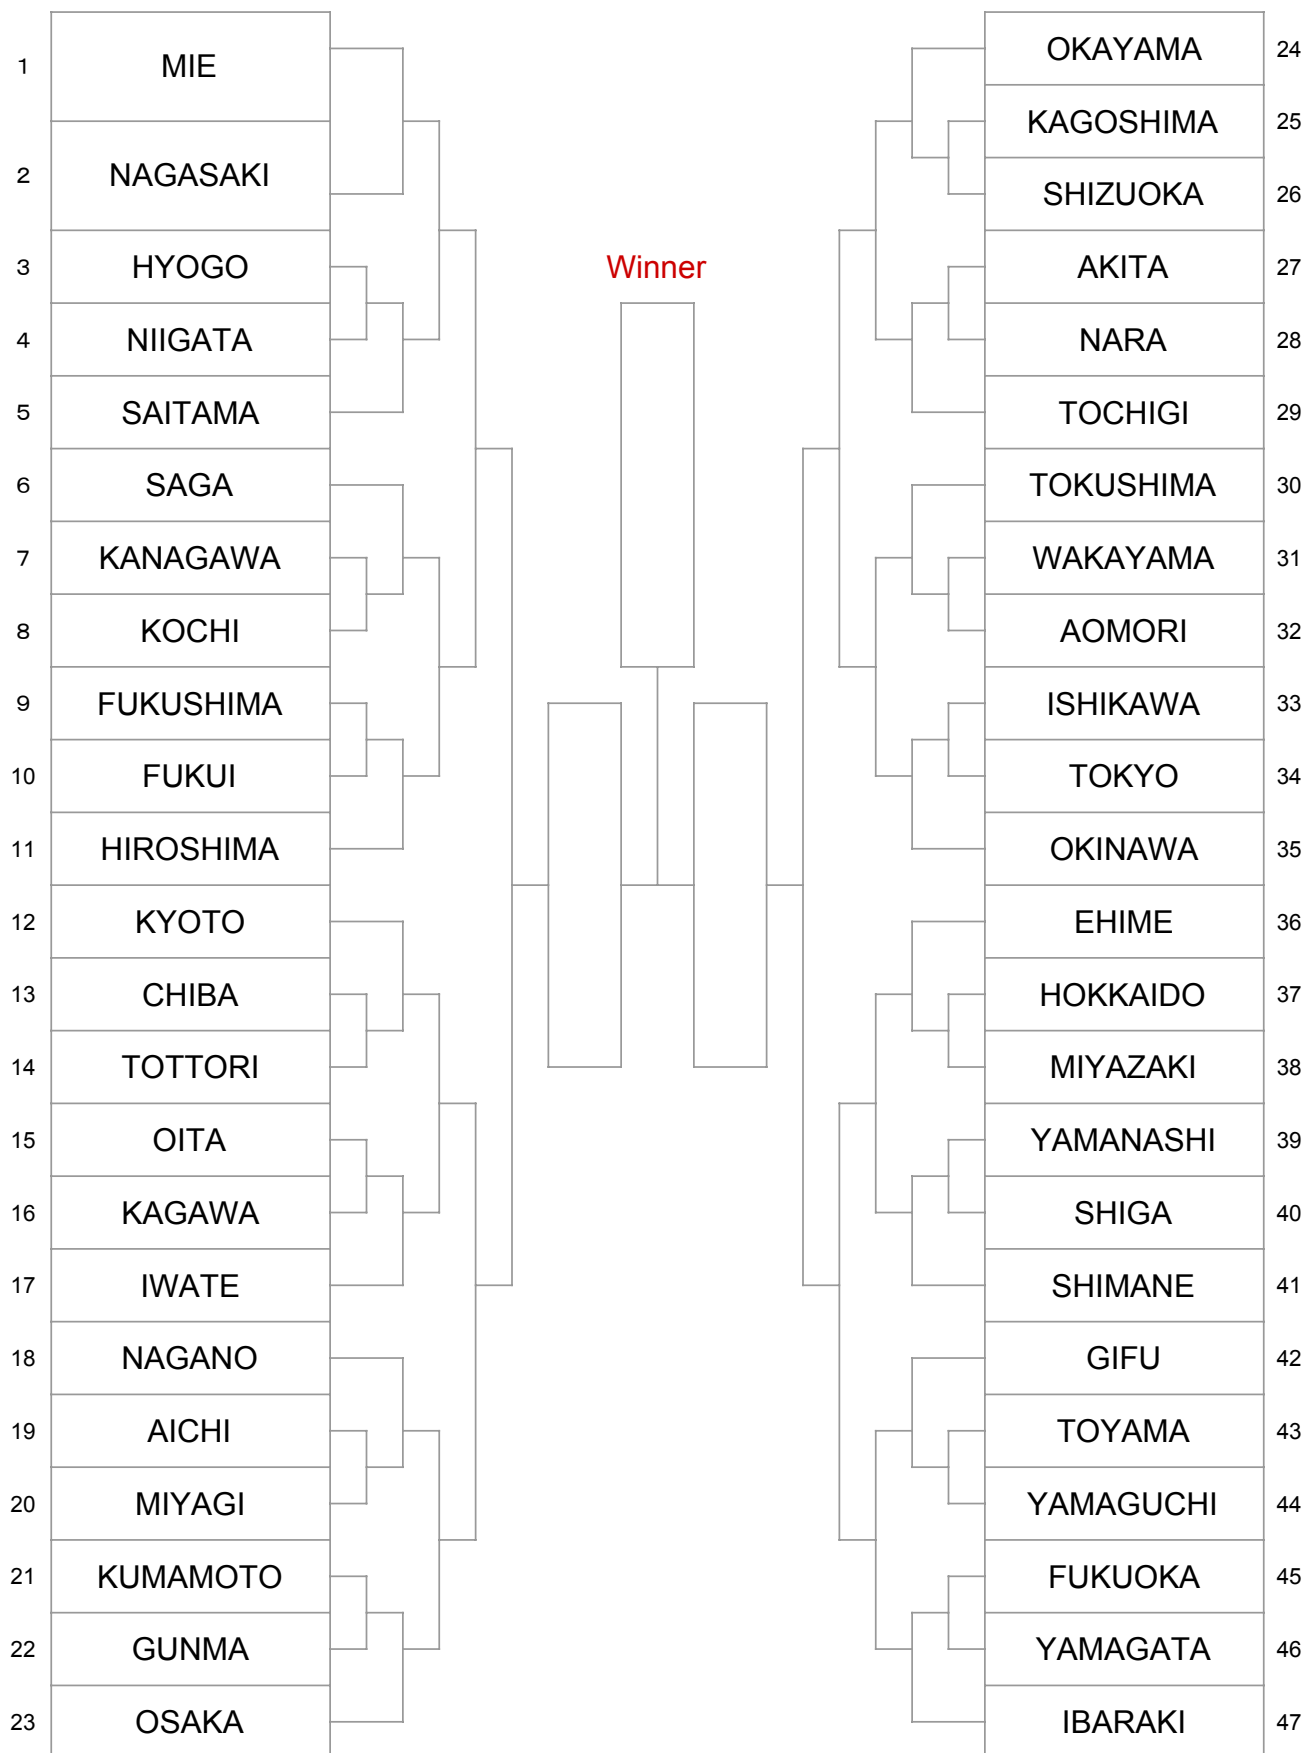 1 MIE
2 NAGASAKI
3 HYOGO
4 NIIGATA
5 SAITAMA
6 SAGA
7 KANAGAWA
8 KOCHI
9 FUKUSHIMA
10 FUKUI
11 HIROSHIMA
12 KYOTO
13 CHIBA
14 TOTTORI
15 OITA
16 KAGAWA
17 IWATE
18 NAGANO
19 AICHI
20 MIYAGI
21 KUMAMOTO
22 GUNMA
23 OSAKA
Winner
OKAYAMA 24
KAGOSHIMA 25
SHIZUOKA 26
AKITA 27
NARA 28
TOCHIGI 29
TOKUSHIMA 30
WAKAYAMA 31
AOMORI 32
ISHIKAWA 33
TOKYO 34
OKINAWA 35
EHIME 36
HOKKAIDO 37
MIYAZAKI 38
YAMANASHI 39
SHIGA 40
SHIMANE 41
GIFU 42
TOYAMA 43
YAMAGUCHI 44
FUKUOKA 45
YAMAGATA 46
IBARAKI 47